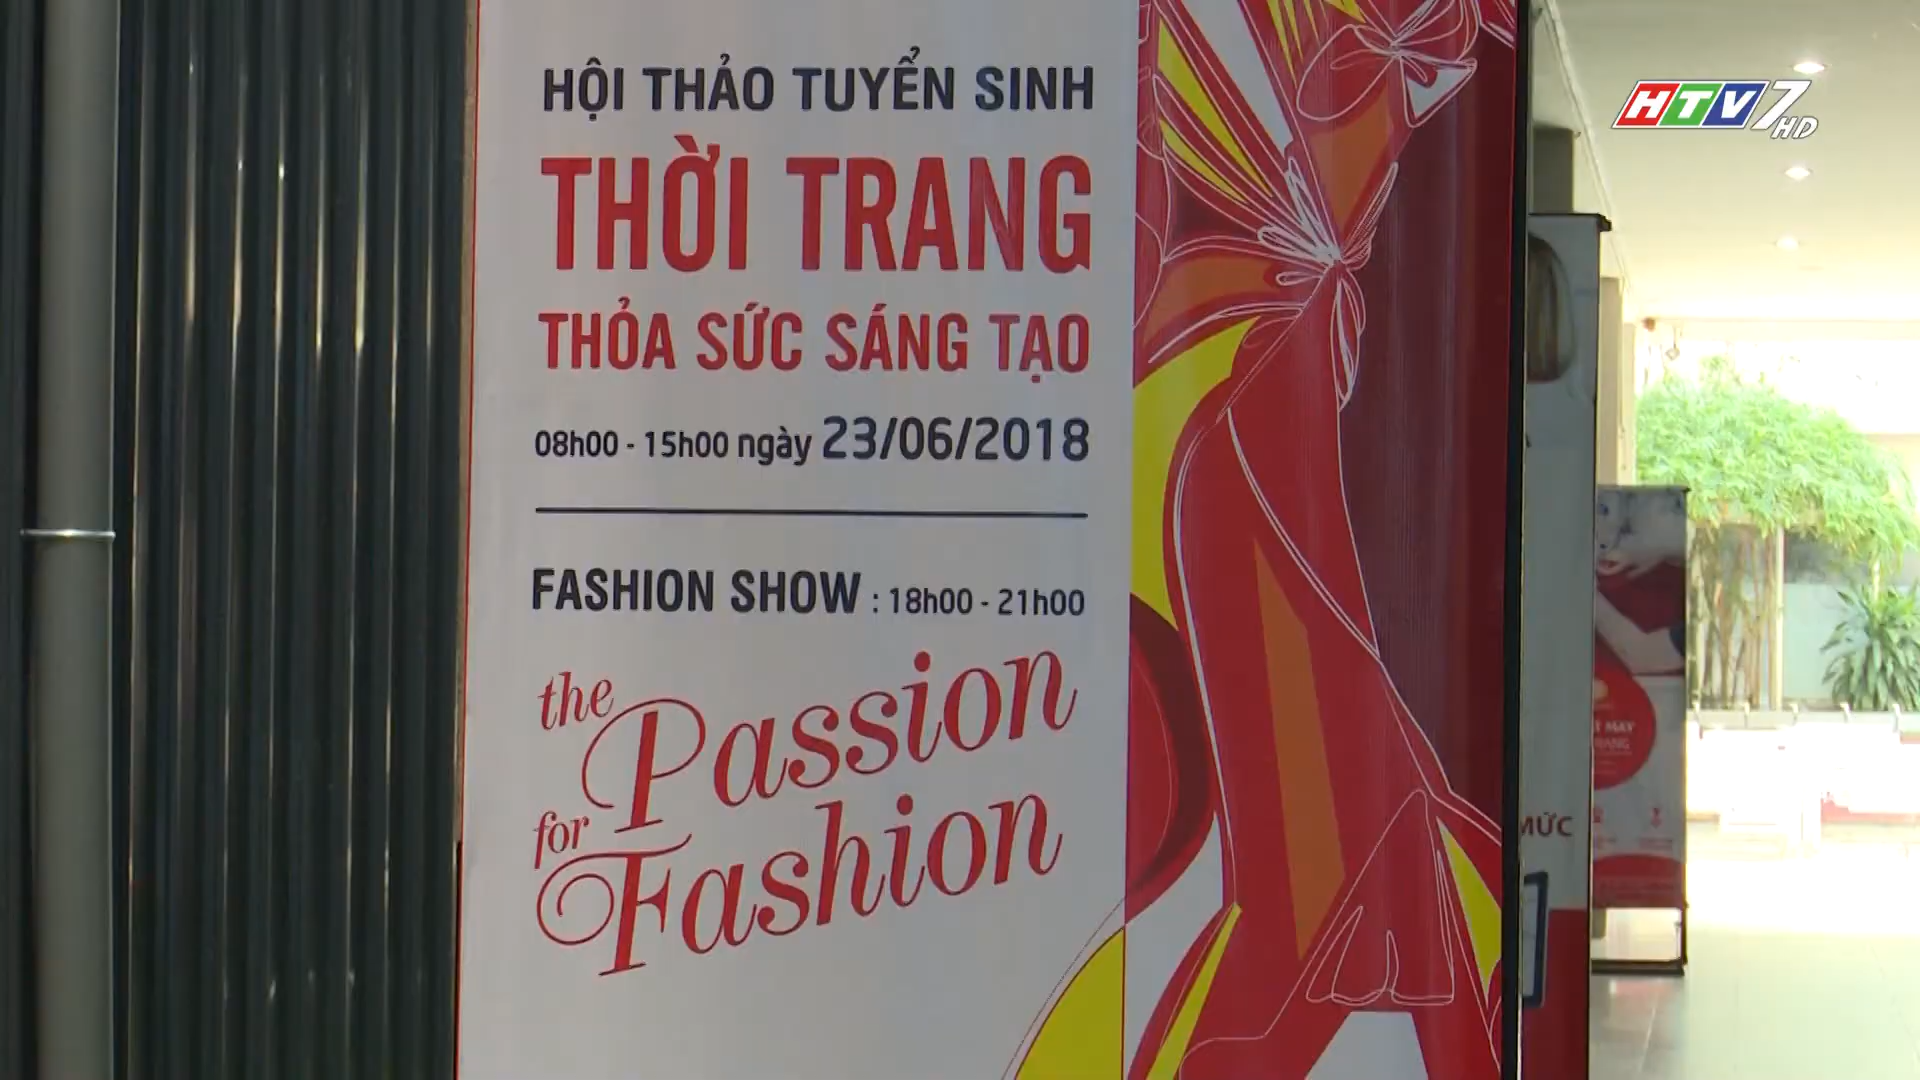 HỘI THẢO TUYỂN SINH
THỜI TRANG
THỎA SỨC SÁNG TẠO
08h00 - 15h00 ngày 23/06/2018
FASHION SHOW : 18h00 - 21h00
the Passion
for Fashion
HTV7
HD
MAY
MỨC